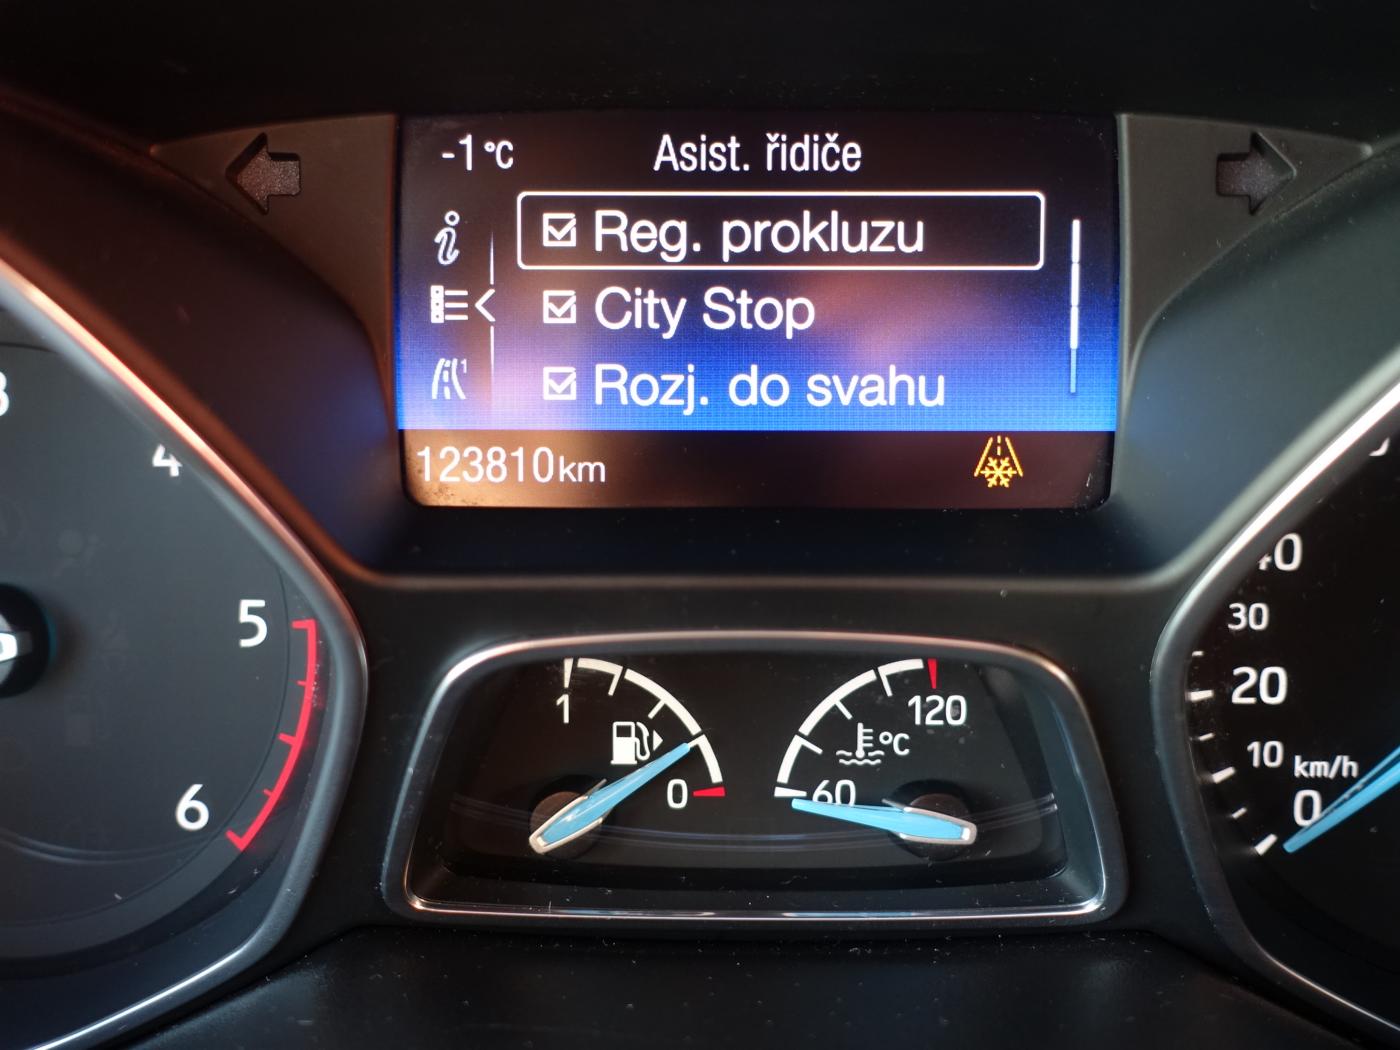 -1°C Asist. řidiče
Reg. prokluzu
City Stop
Rozj. do svahu
123810km
4
5
6
1
0
120
°C
60
30
20
10
km/h
0